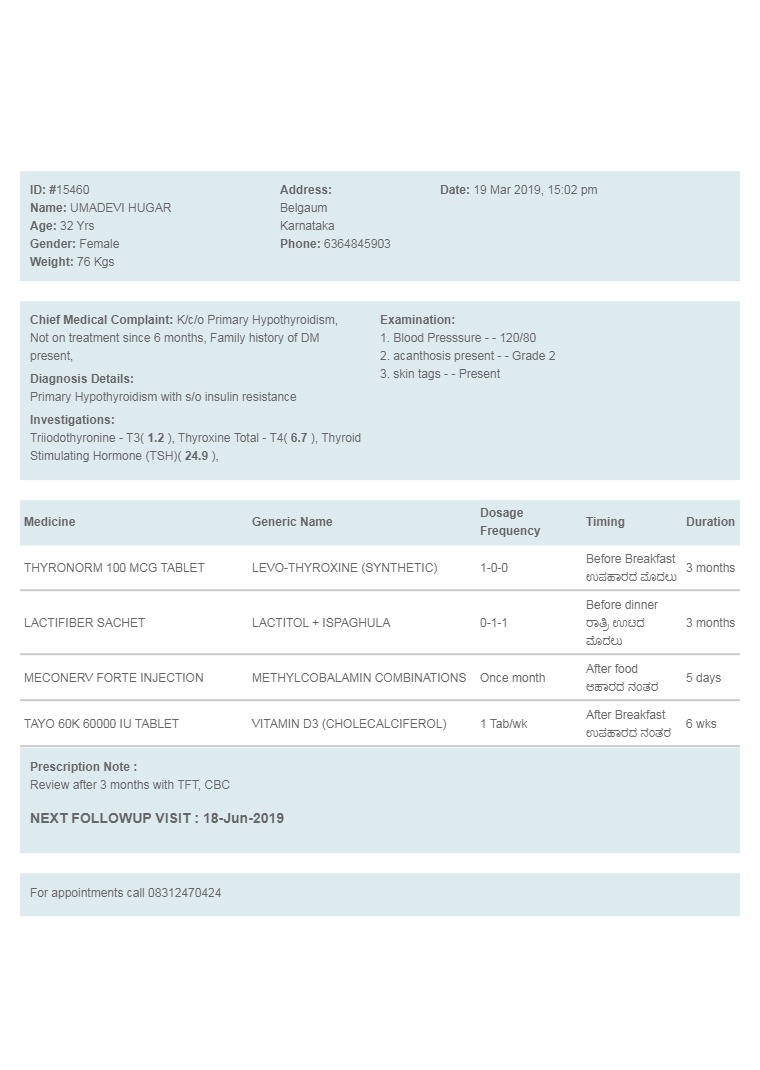 ID: #15460
Name: UMADEVI HUGAR
Age: 32 Yrs
Gender: Female
Weight: 76 Kgs
Address:
Belgaum
Karnataka
Phone: 6364845903
Date: 19 Mar 2019, 15:02 pm
Chief Medical Complaint: K/c/o Primary Hypothyroidism,
Not on treatment since 6 months, Family history of DM
present,
Diagnosis Details:
Primary Hypothyroidism with s/o insulin resistance
Investigations:
Triiodothyronine - T3( 1.2 ), Thyroxine Total - T4( 6.7 ), Thyroid
Stimulating Hormone (TSH)( 24.9 ),
Examination:
1. Blood Presssure - - 120/80
2. acanthosis present - - Grade 2
3. skin tags - - Present
Medicine Generic Name Dosage Frequency Timing Duration
THYRONORM 100 MCG TABLET LEVO-THYROXINE (SYNTHETIC) 1-0-0 Before Breakfast 3 months
ಉಪಹಾರದ ಮೊದಲು
LACTIFIBER SACHET LACTITOL + ISPAGHULA 0-1-1 Before dinner 3 months
ರಾತ್ರಿ ಊಟದ
ಮೊದಲು
MECONERV FORTE INJECTION METHYLCOBALAMIN COMBINATIONS Once month After food 5 days
ಆಹಾರದ ನಂತರ
TAYO 60K 60000 IU TABLET VITAMIN D3 (CHOLECALCIFEROL) 1 Tab/wk After Breakfast 6 wks
ಉಪಹಾರದ ನಂತರ
Prescription Note :
Review after 3 months with TFT, CBC
NEXT FOLLOWUP VISIT : 18-Jun-2019
For appointments call 08312470424